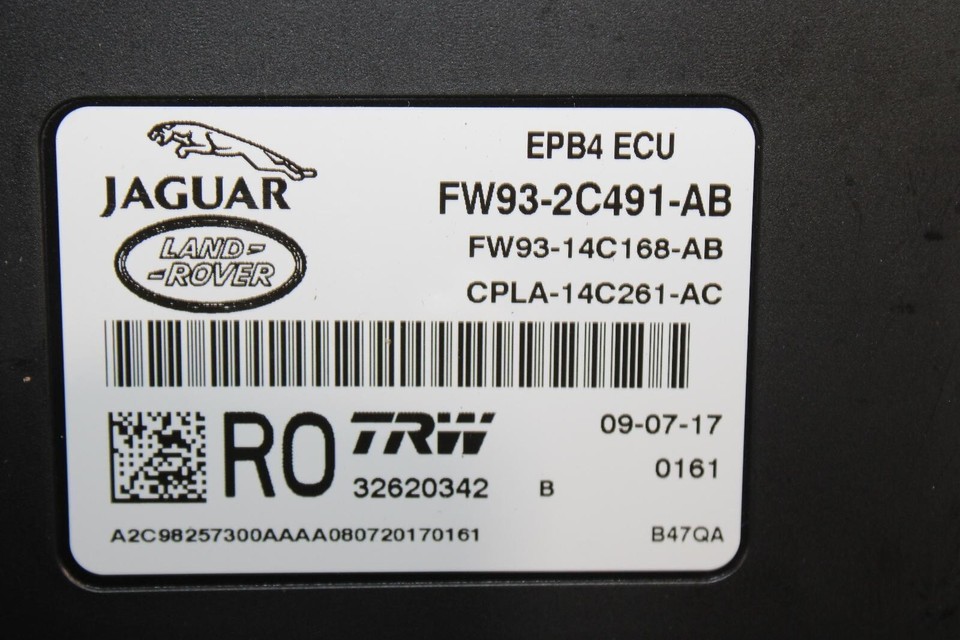 JAGUAR
LAND-
-ROVER
EPB4 ECU
FW93-2C491-AB
FW93-14C168-AB
CPLA-14C261-AC
RO
TRW
32620342 B
09-07-17
0161
A2C98257300AAAA080720170161
B47QA